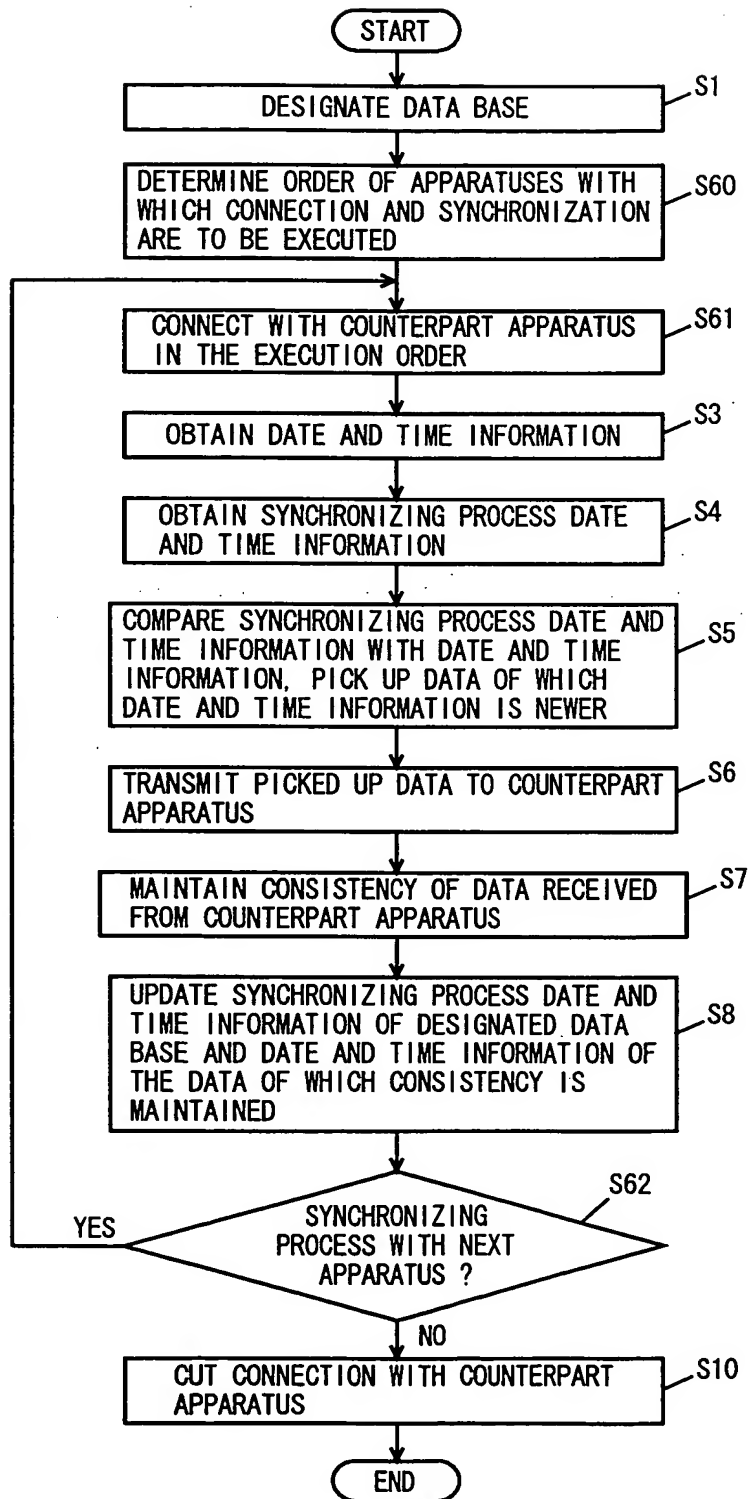 START
S1
DESIGNATE DATA BASE
S60
DETERMINE ORDER OF APPARATUSES WITH
WHICH CONNECTION AND SYNCHRONIZATION
ARE TO BE EXECUTED
S61
CONNECT WITH COUNTERPART APPARATUS
IN THE EXECUTION ORDER
S3
OBTAIN DATE AND TIME INFORMATION
S4
OBTAIN SYNCHRONIZING PROCESS DATE
AND TIME INFORMATION
S5
COMPARE SYNCHRONIZING PROCESS DATE AND
TIME INFORMATION WITH DATE AND TIME
INFORMATION, PICK UP DATA OF WHICH
DATE AND TIME INFORMATION IS NEWER
S6
TRANSMIT PICKED UP DATA TO COUNTERPART
APPARATUS
S7
MAINTAIN CONSISTENCY OF DATA RECEIVED
FROM COUNTERPART APPARATUS
S8
UPDATE SYNCHRONIZING PROCESS DATE AND
TIME INFORMATION OF DESIGNATED DATA
BASE AND DATE AND TIME INFORMATION OF
THE DATA OF WHICH CONSISTENCY IS
MAINTAINED
S62
YES
SYNCHRONIZING
PROCESS WITH NEXT
APPARATUS ?
NO
S10
CUT CONNECTION WITH COUNTERPART
APPARATUS
END